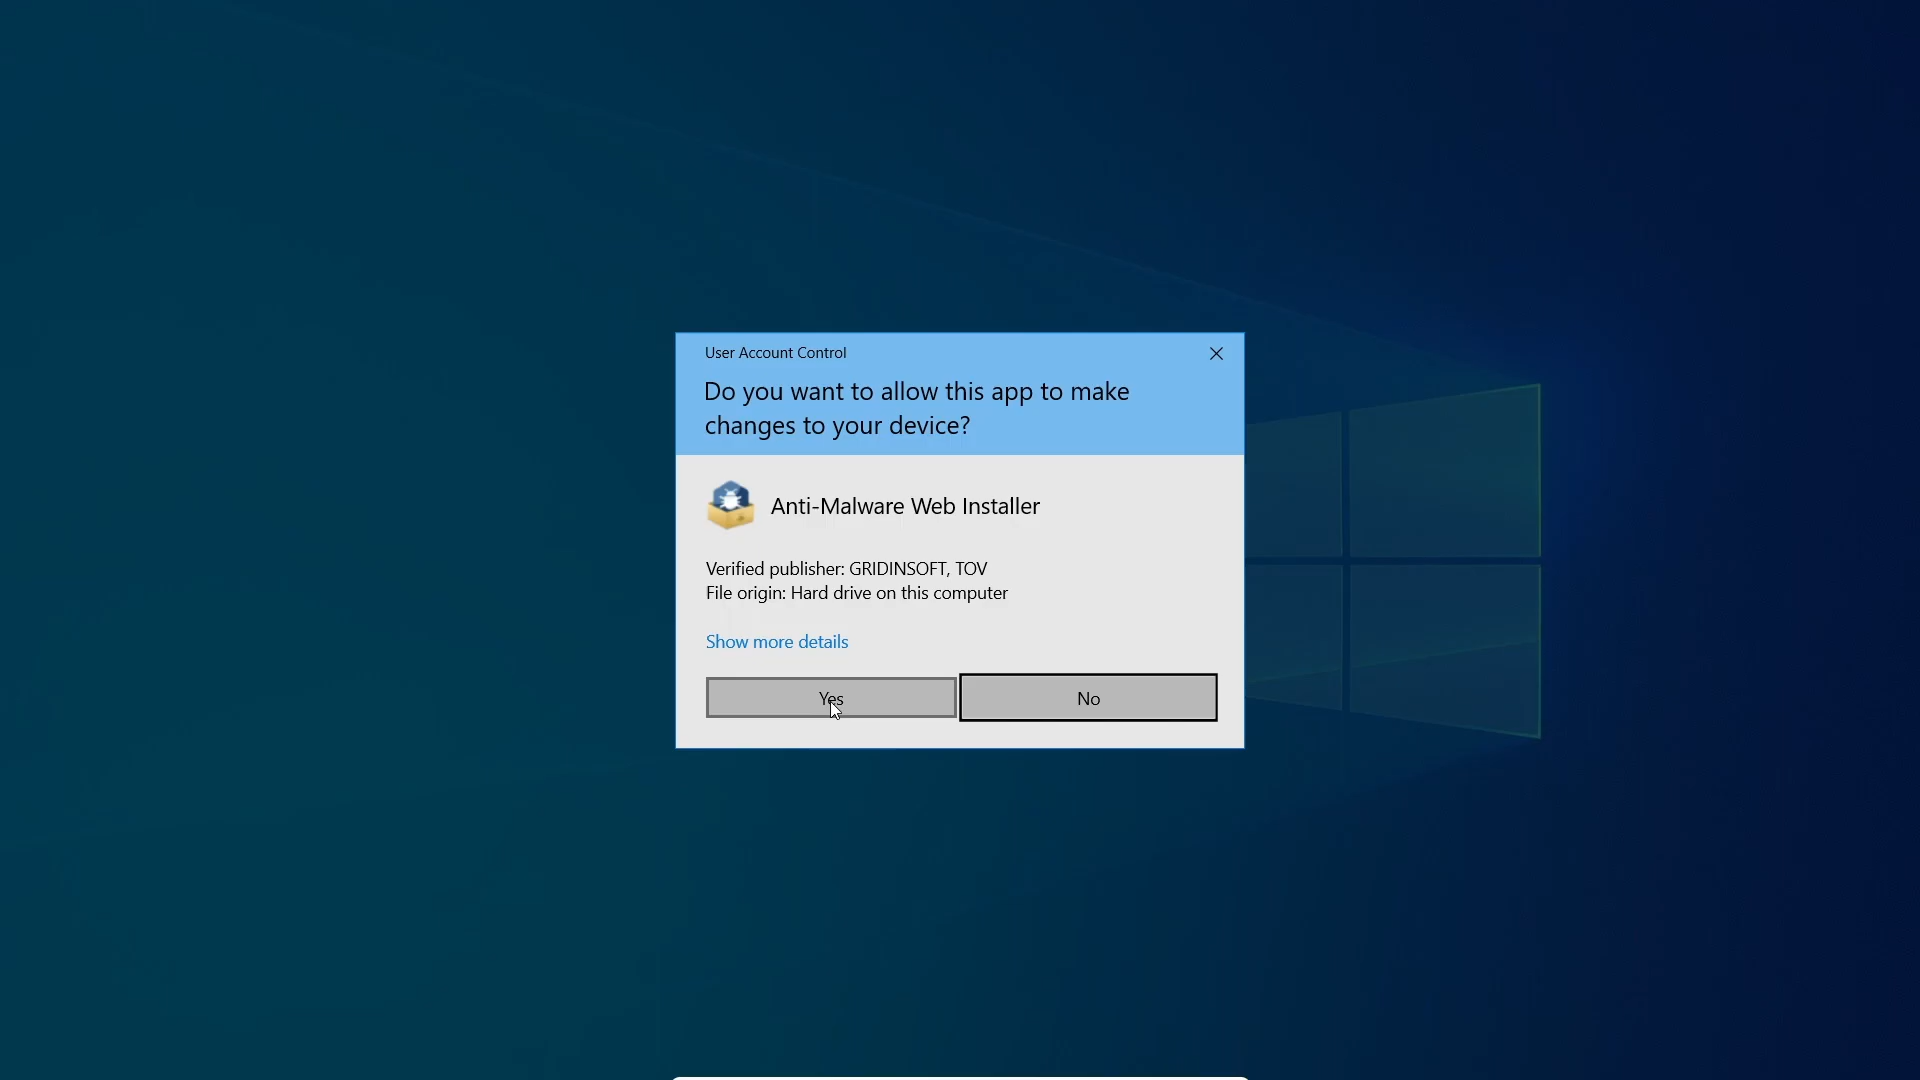 User Account Control
Do you want to allow this app to make
changes to your device?
Anti-Malware Web Installer
Verified publisher: GRIDINSOFT, TOV
File origin: Hard drive on this computer
Show more details
Yes
No